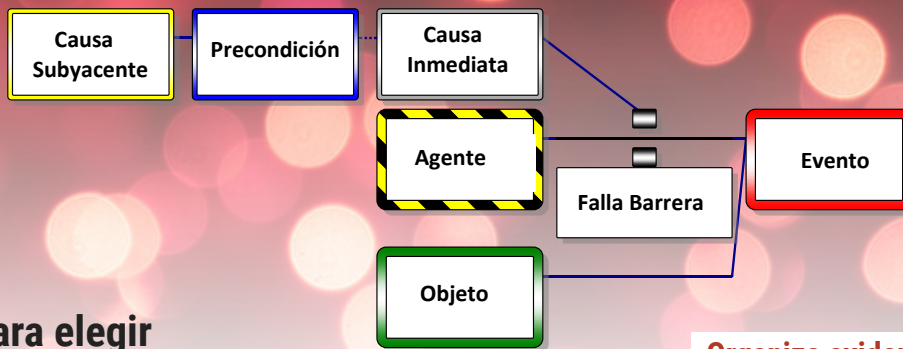 Causa
Subyacente
Precondición
Causa
Inmediata
Agente
Falla Barrera
Evento
Objeto
ara elegir